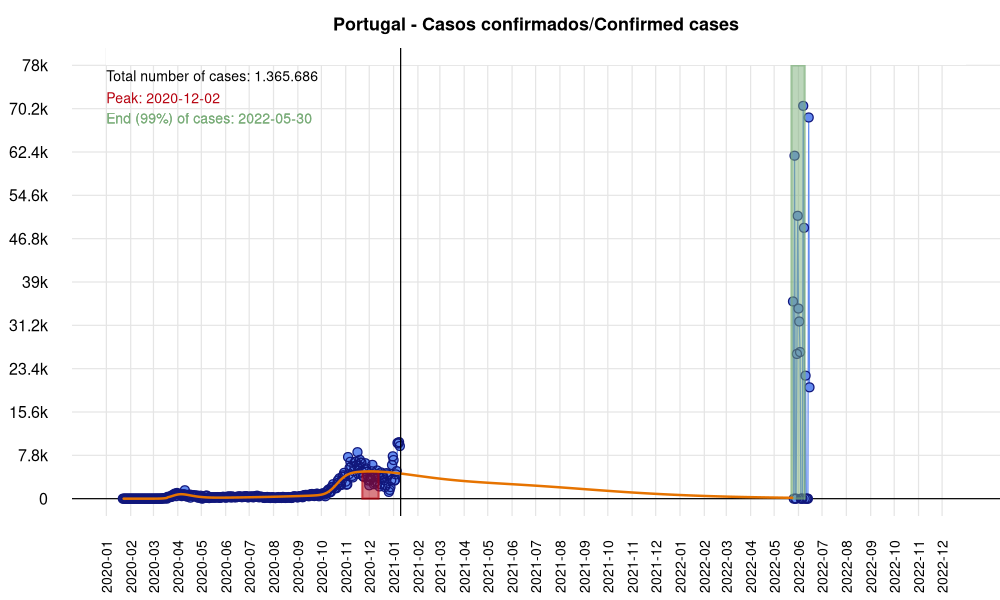 Portugal - Casos confirmados/Confirmed cases
Total number of cases: 1.365.686
Peak: 2020-12-02
End (99%) of cases: 2022-05-30
78k
70.2k
62.4k
54.6k
46.8k
39k
31.2k
23.4k
15.6k
7.8k
0
2020-01
2020-02
2020-03
2020-04
2020-05
2020-06
2020-07
2020-08
2020-09
2020-10
2020-11
2020-12
2021-01
2021-02
2021-03
2021-04
2021-05
2021-06
2021-07
2021-08
2021-09
2021-10
2021-11
2021-12
2022-01
2022-02
2022-03
2022-04
2022-05
2022-06
2022-07
2022-08
2022-09
2022-10
2022-11
2022-12